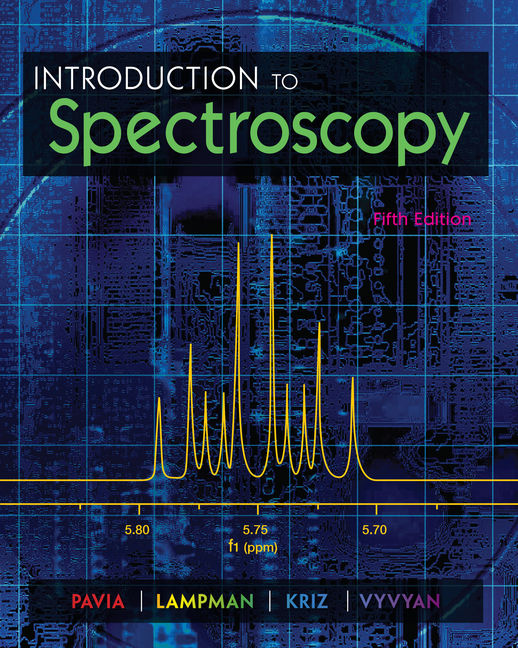 INTRODUCTION TO
Spectroscopy
Fifth Edition
5.80 5.75 5.70
f1 (ppm)
PAVIA | LAMPMAN | KRIZ | VYVYAN